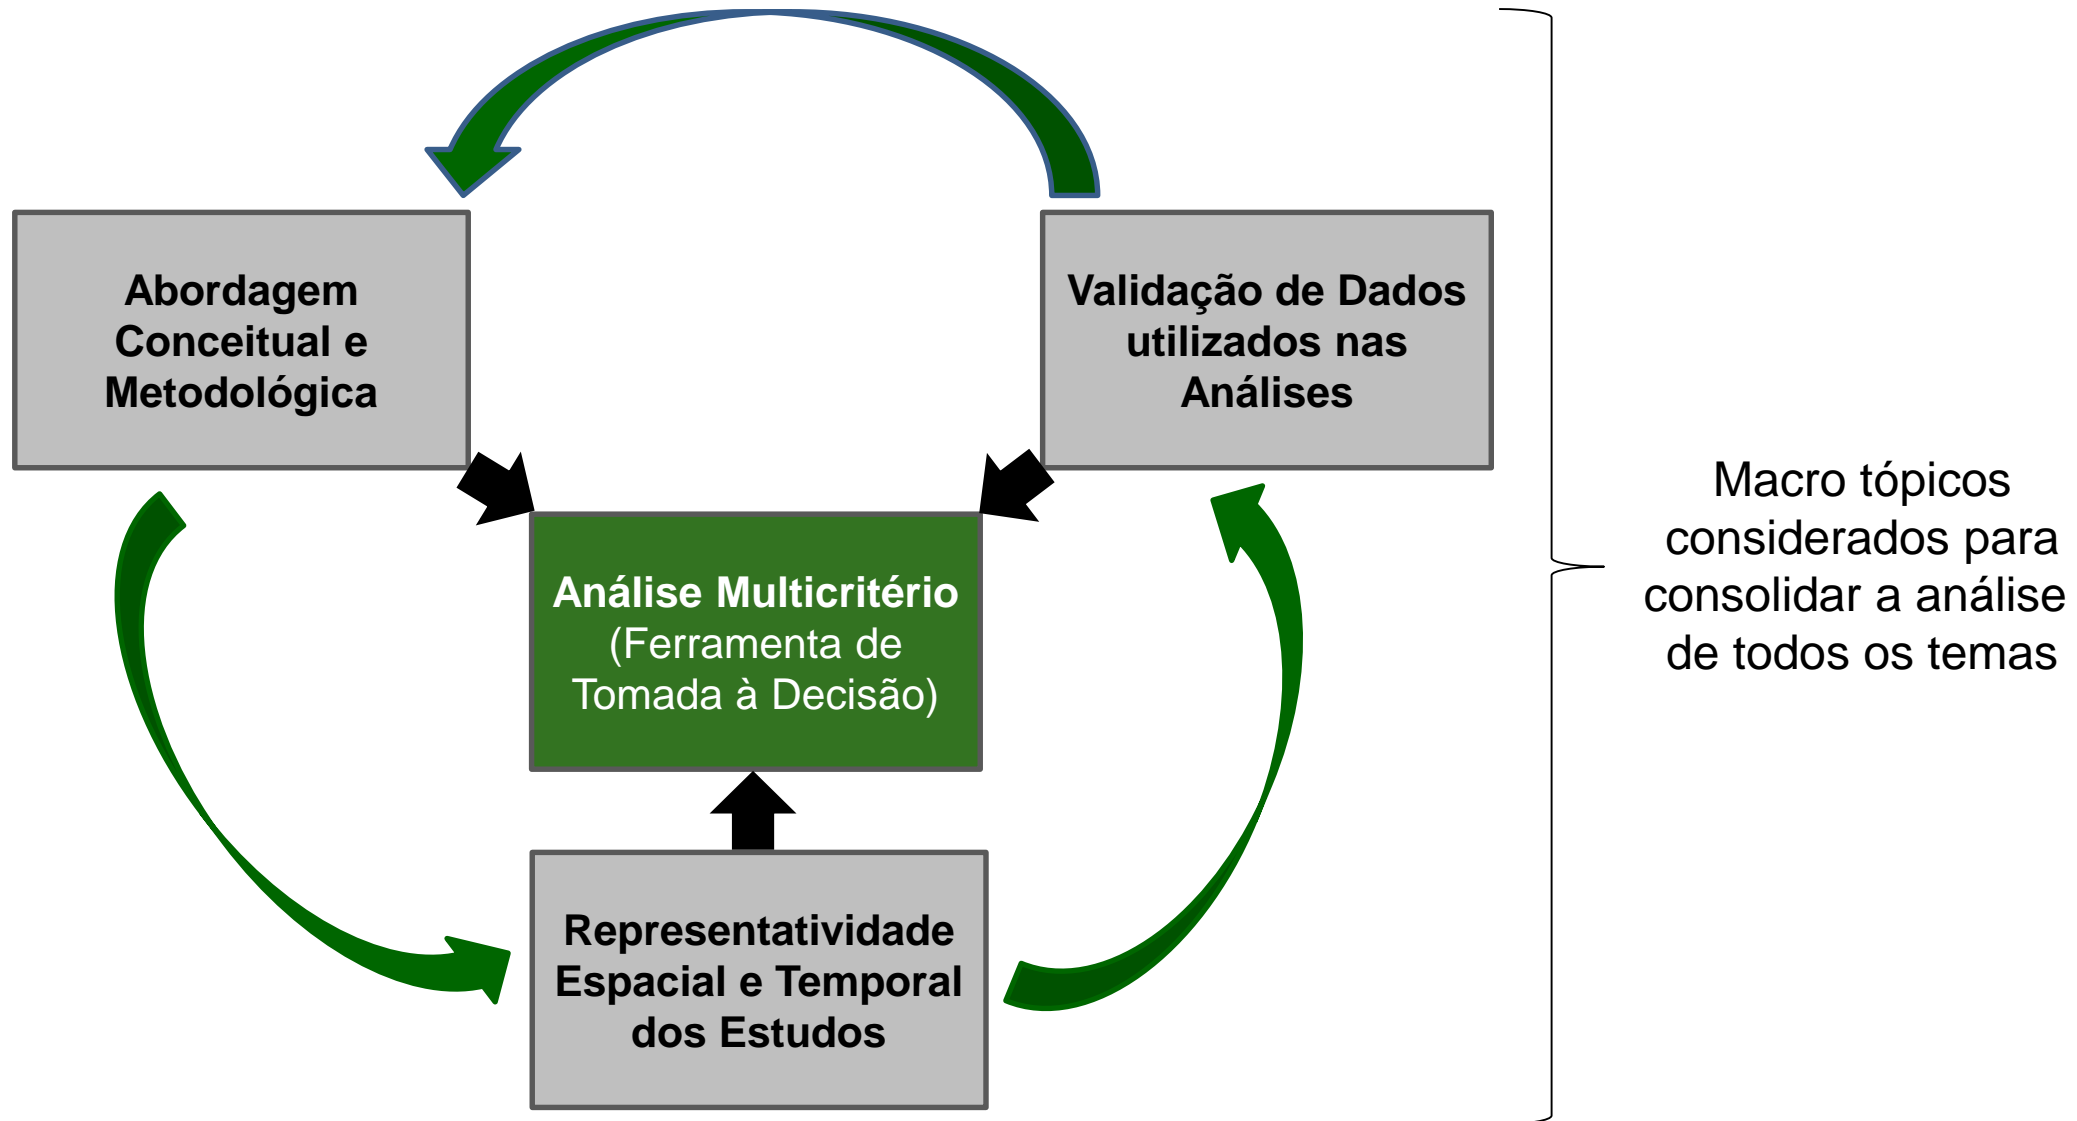 Abordagem
Conceitual e
Metodológica
Validação de Dados
utilizados nas
Análises
Análise Multicritério
(Ferramenta de
Tomada à Decisão)
Representatividade
Espacial e Temporal
dos Estudos
Macro tópicos
considerados para
consolidar a análise
de todos os temas